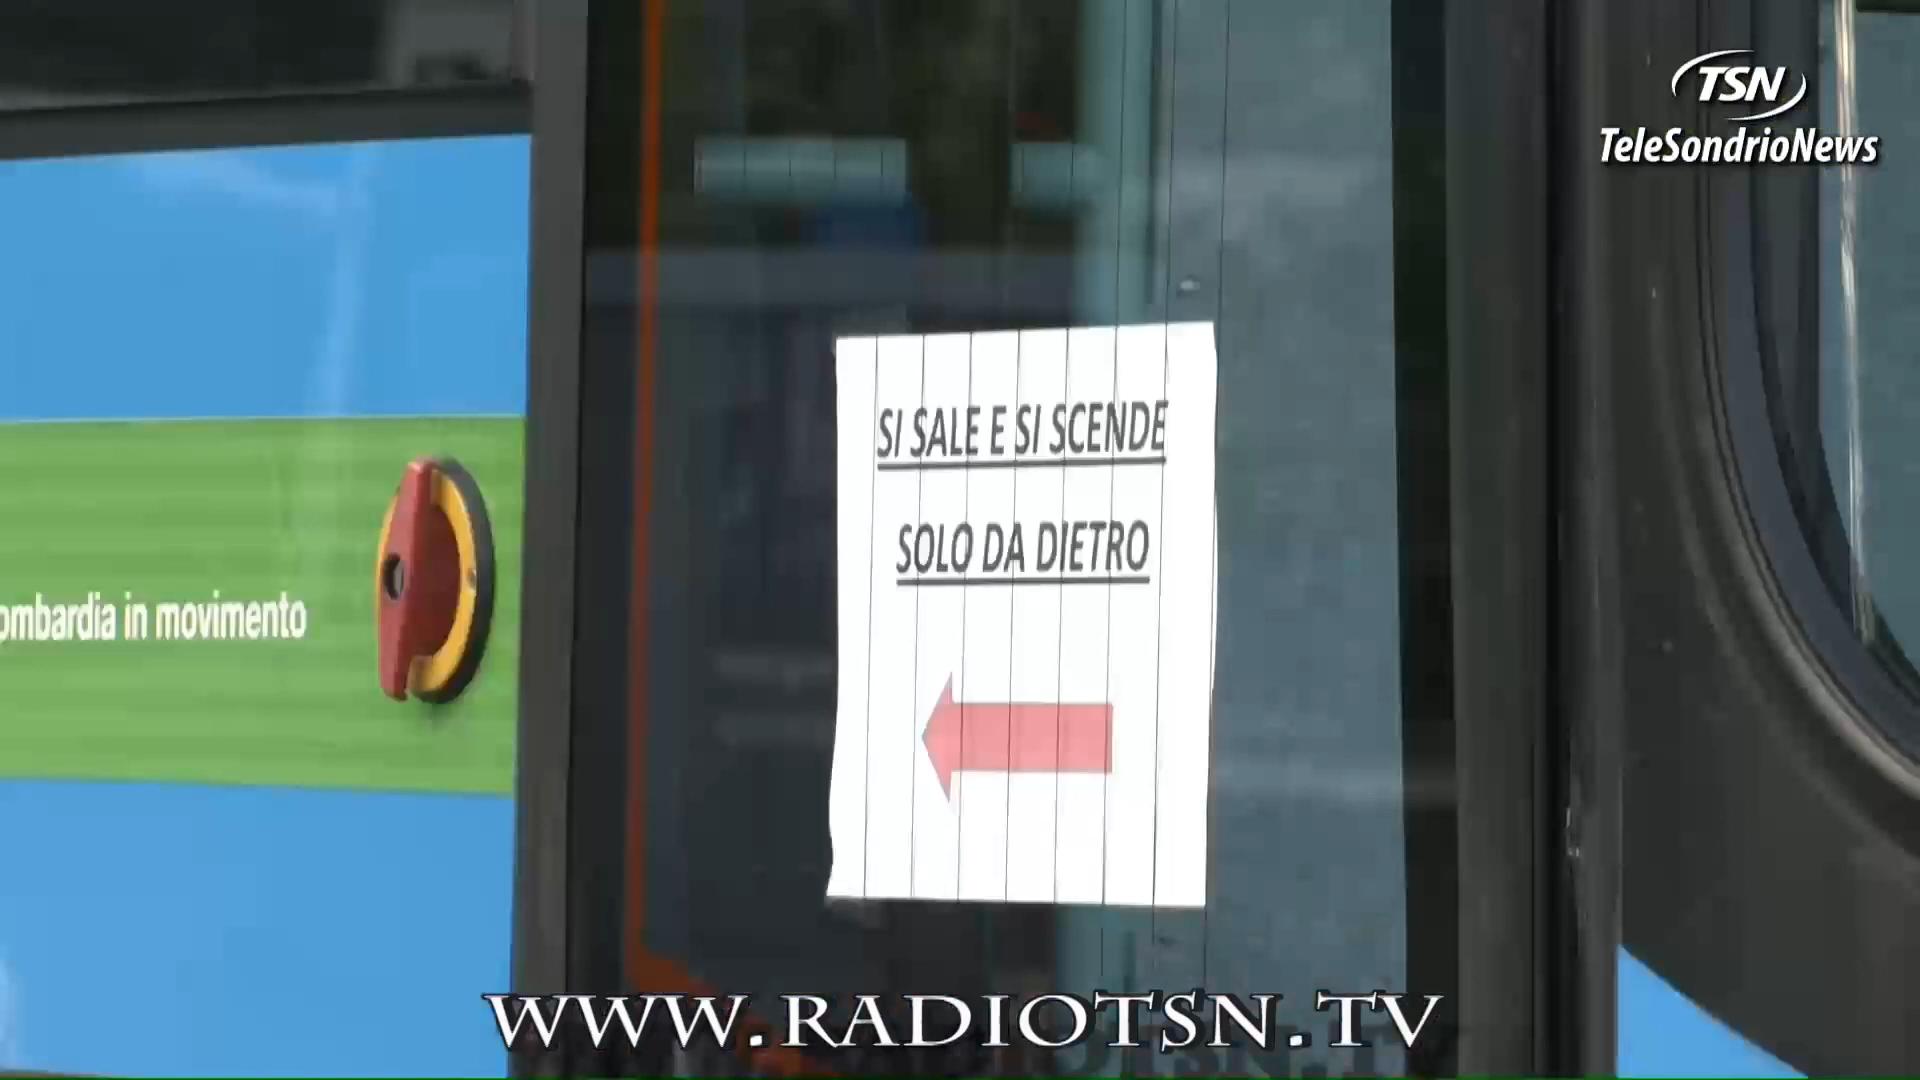 TSN
TeleSondrioNews
SI SALE E SI SCENDE
SOLO DA DIETRO
ombardia in movimento
WWW.RADIOTSN.TV